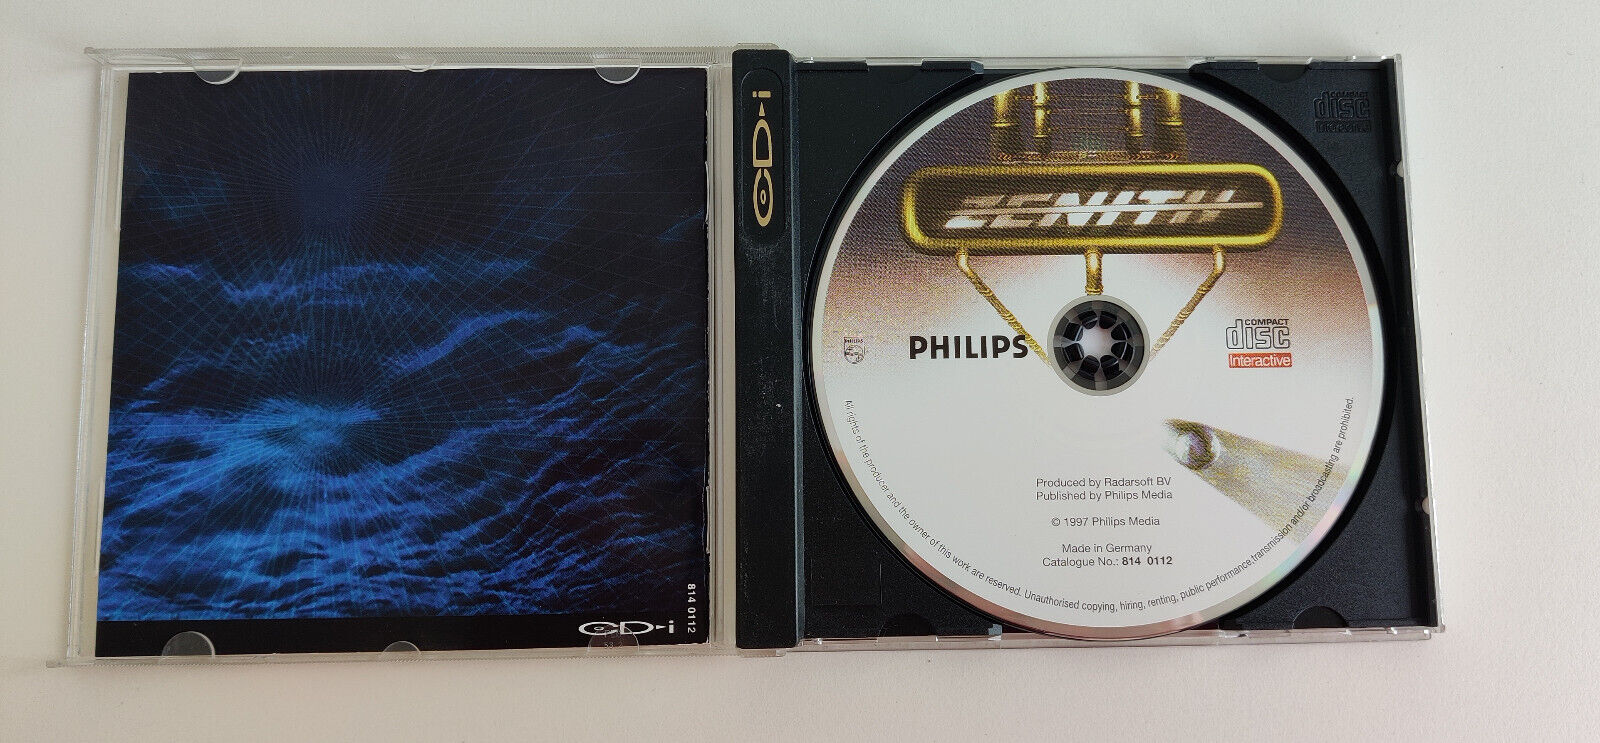 814 0112
CD-i
CD-i
COMPACT
disc
Interactive
ZENITH
PHILIPS
PHILIPS
COMPACT
disc
Interactive
Produced by Radarsoft BV
Published by Philips Media
© 1997 Philips Media
Made in Germany
Catalogue No.: 814 0112
All rights of the producer and the owner of this work are reserved. Unauthorised copying, hiring, renting, public performance,transmission and/or broadcasting are prohibited.